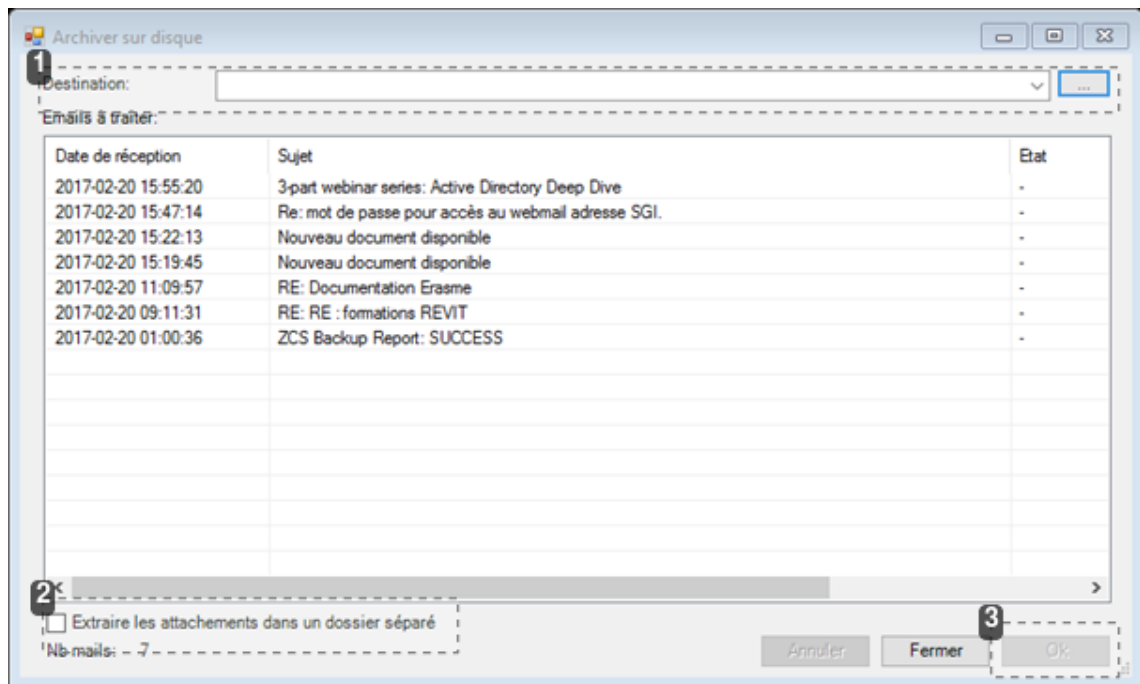 Archiver sur disque
1
Destination:
...
Emails à traiter:
Date de réception Sujet Etat
2017-02-20 15:55:20 3-part webinar series: Active Directory Deep Dive -
2017-02-20 15:47:14 Re: mot de passe pour accès au webmail adresse SGI. -
2017-02-20 15:22:13 Nouveau document disponible -
2017-02-20 15:19:45 Nouveau document disponible -
2017-02-20 11:09:57 RE: Documentation Erasme -
2017-02-20 09:11:31 RE: RE : formations REVIT -
2017-02-20 01:00:36 ZCS Backup Report: SUCCESS -
2
Extraire les attachements dans un dossier séparé
3
Nb mails: 7
Annuler Fermer Ok